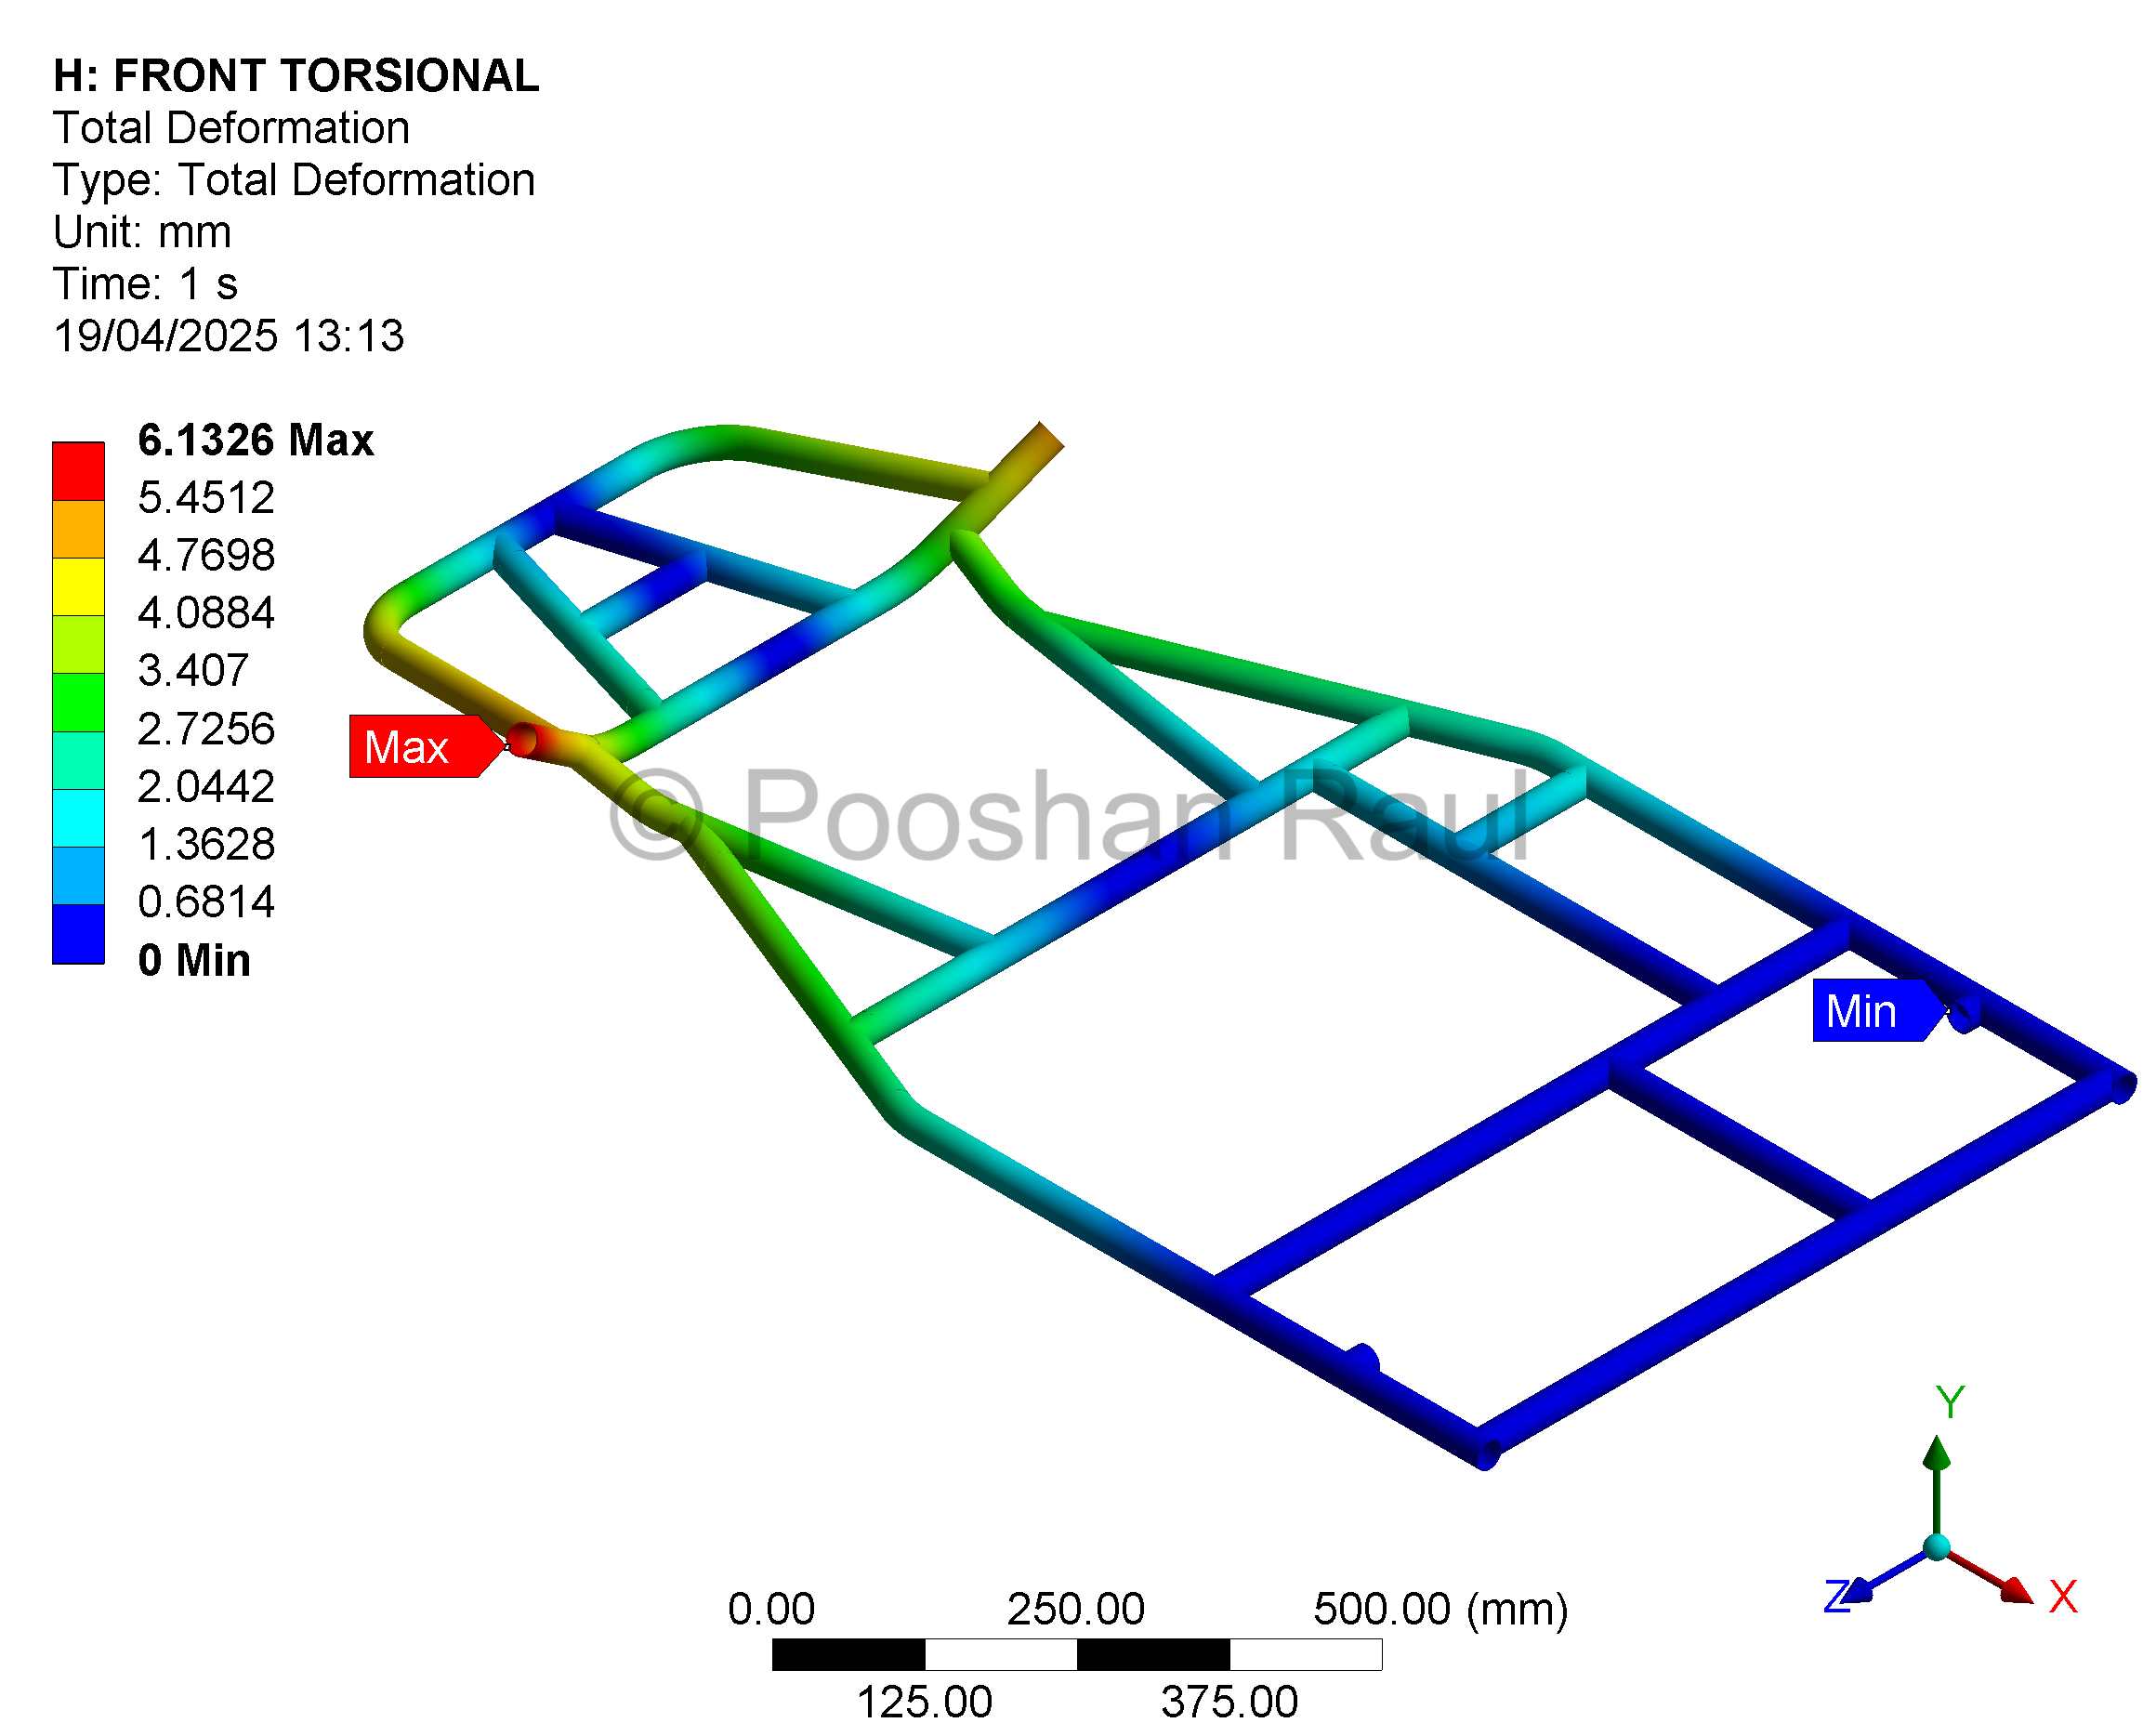 H: FRONT TORSIONAL
Total Deformation
Type: Total Deformation
Unit: mm
Time: 1 s
19/04/2025 13:13
6.1326 Max
5.4512
4.7698
4.0884
3.407
2.7256
2.0442
1.3628
0.6814
0 Min
Max
© Pooshan Raul
Min
Y
Z
X
0.00
250.00
500.00 (mm)
125.00
375.00